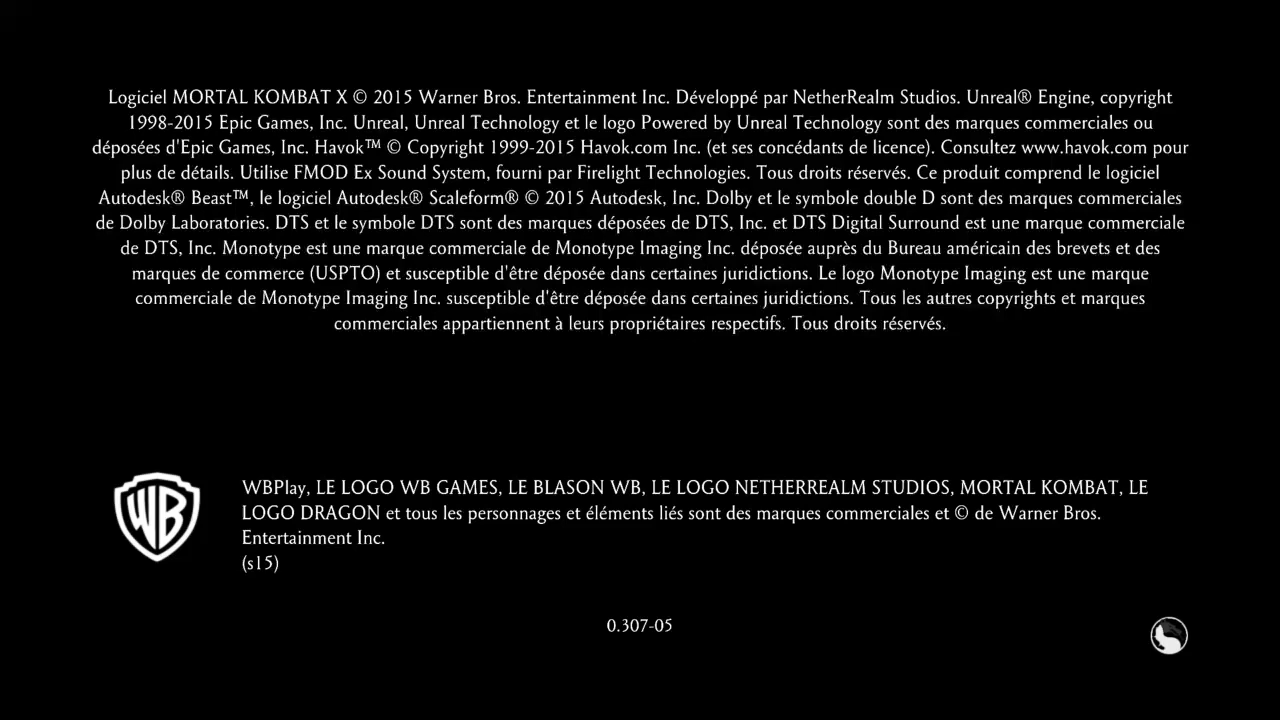 Logiciel MORTAL KOMBAT X © 2015 Warner Bros. Entertainment Inc. Développé par NetherRealm Studios. Unreal® Engine, copyright
1998-2015 Epic Games, Inc. Unreal, Unreal Technology et le logo Powered by Unreal Technology sont des marques commerciales ou
déposées d'Epic Games, Inc. Havok™ © Copyright 1999-2015 Havok.com Inc. (et ses concédants de licence). Consultez www.havok.com pour
plus de détails. Utilise FMOD Ex Sound System, fourni par Firelight Technologies. Tous droits réservés. Ce produit comprend le logiciel
Autodesk® Beast™, le logiciel Autodesk® Scaleform® © 2015 Autodesk, Inc. Dolby et le symbole double D sont des marques commerciales
de Dolby Laboratories. DTS et le symbole DTS sont des marques déposées de DTS, Inc. et DTS Digital Surround est une marque commerciale
de DTS, Inc. Monotype est une marque commerciale de Monotype Imaging Inc. déposée auprès du Bureau américain des brevets et des
marques de commerce (USPTO) et susceptible d'être déposée dans certaines juridictions. Le logo Monotype Imaging est une marque
commerciale de Monotype Imaging Inc. susceptible d'être déposée dans certaines juridictions. Tous les autres copyrights et marques
commerciales appartiennent à leurs propriétaires respectifs. Tous droits réservés.
WB
WBPlay, LE LOGO WB GAMES, LE BLASON WB, LE LOGO NETHERREALM STUDIOS, MORTAL KOMBAT, LE
LOGO DRAGON et tous les personnages et éléments liés sont des marques commerciales et © de Warner Bros.
Entertainment Inc.
(s15)
0.307-05